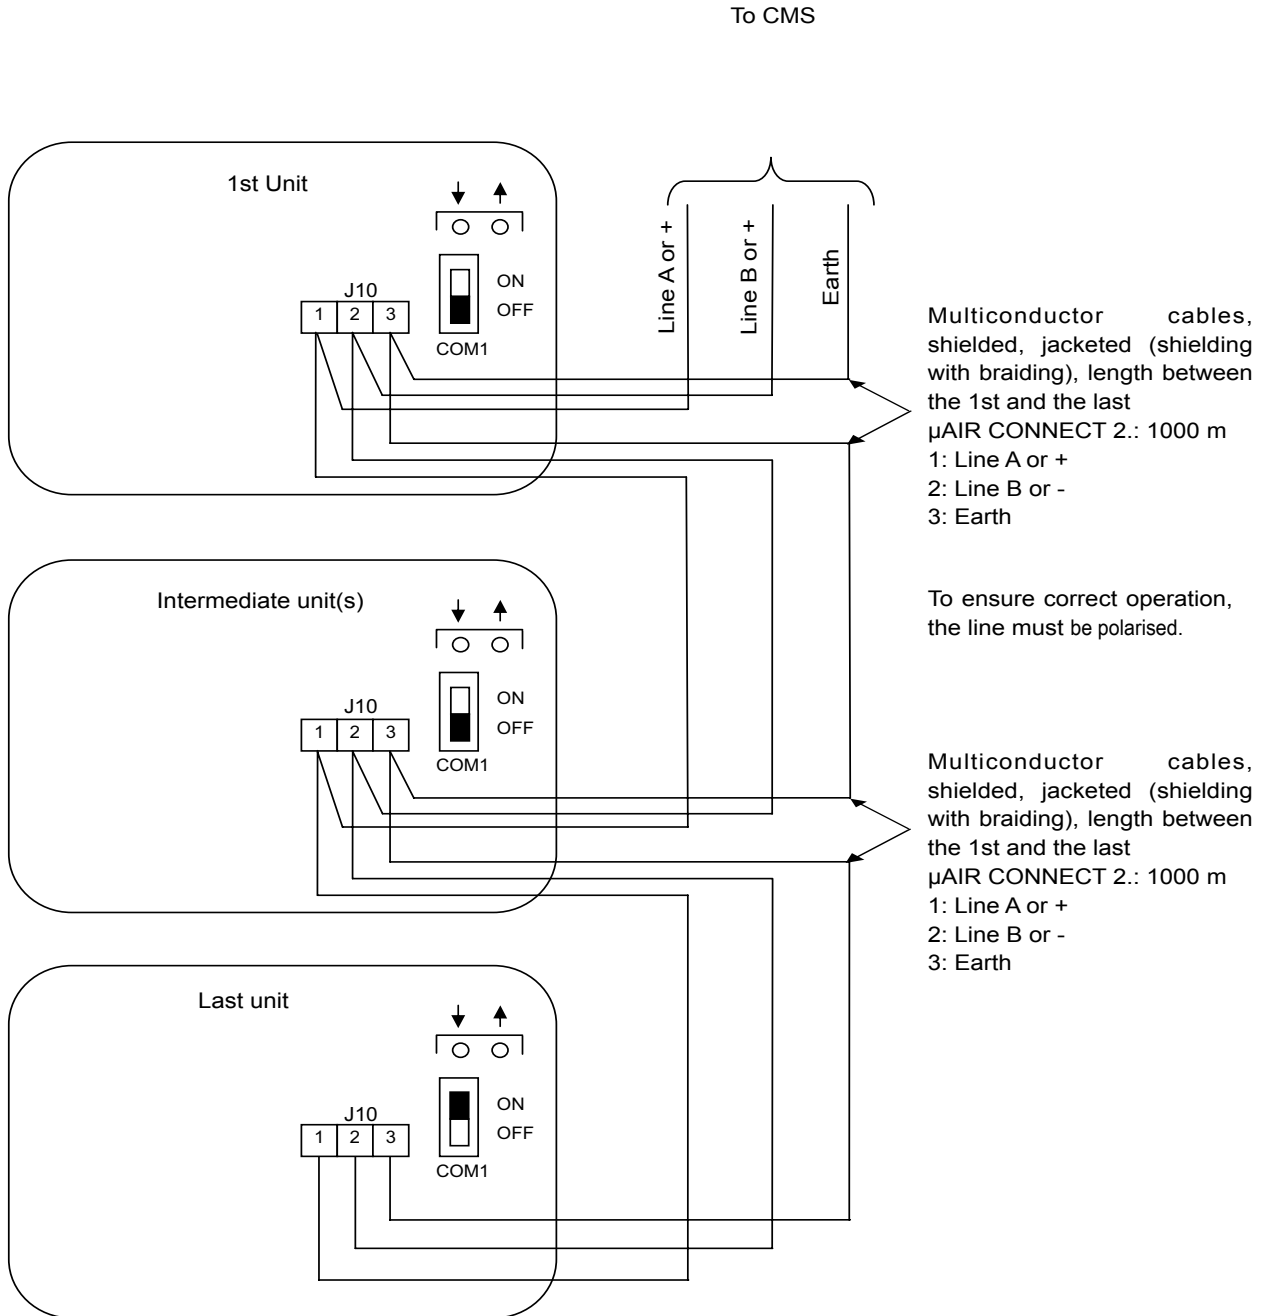 To CMS
1st Unit
J10
1 2 3
ON
OFF
COM1
Line A or +
Line B or +
Earth
Multiconductor cables,
shielded, jacketed (shielding
with braiding), length between
the 1st and the last
µAIR CONNECT 2.: 1000 m
1: Line A or +
2: Line B or -
3: Earth
Intermediate unit(s)
J10
1 2 3
ON
OFF
COM1
To ensure correct operation,
the line must be polarised.
Multiconductor cables,
shielded, jacketed (shielding
with braiding), length between
the 1st and the last
µAIR CONNECT 2.: 1000 m
1: Line A or +
2: Line B or -
3: Earth
Last unit
J10
1 2 3
ON
OFF
COM1